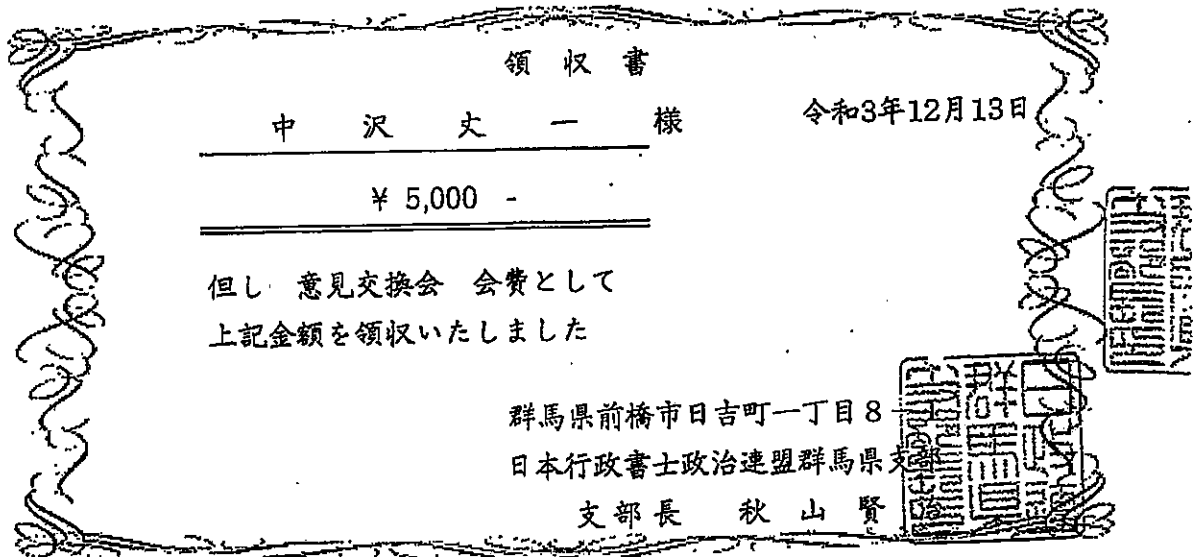 領収書
中沢丈一 様
令和3年12月13日
¥ 5,000 -
但し 意見交換会 会費として
上記金額を領収いたしました
群馬県前橋市日吉町一丁目8
日本行政書士政治連盟群馬県支部
支部長 秋山賢